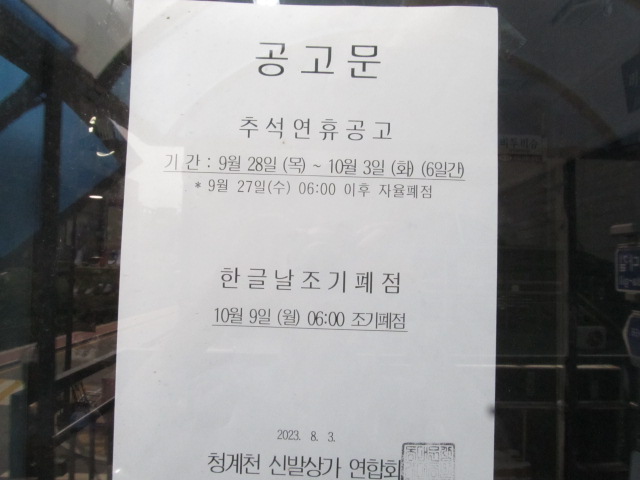 공고문
추석연휴공고
기 간 : 9월 28일 (목) ~ 10월 3일 (화) (6일간)
* 9월 27일(수) 06:00 이후 자율폐점
한글날조기폐점
10월 9일 (월) 06:00 조기폐점
2023. 8. 3.
청계천 신발상가 연합회